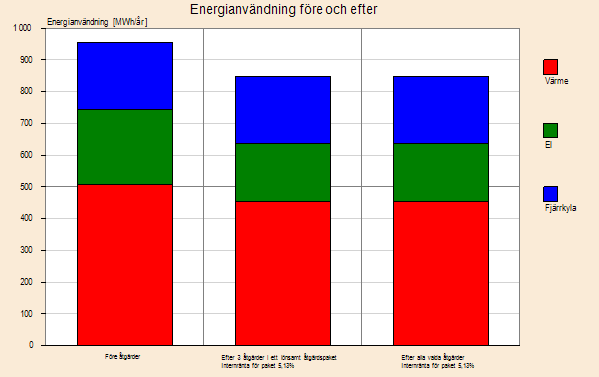 Energianvändning före och efter
Energianvändning [MWh/år]
1 000
900
800
700
600
500
400
300
200
100
0
Värme
El
Fjärrkyla
Före åtgärder
Efter 3 åtgärder i ett lönsamt åtgärdspaket
Internränta för paket 5,13%
Efter alla valda åtgärder
Internränta för paket 5,13%